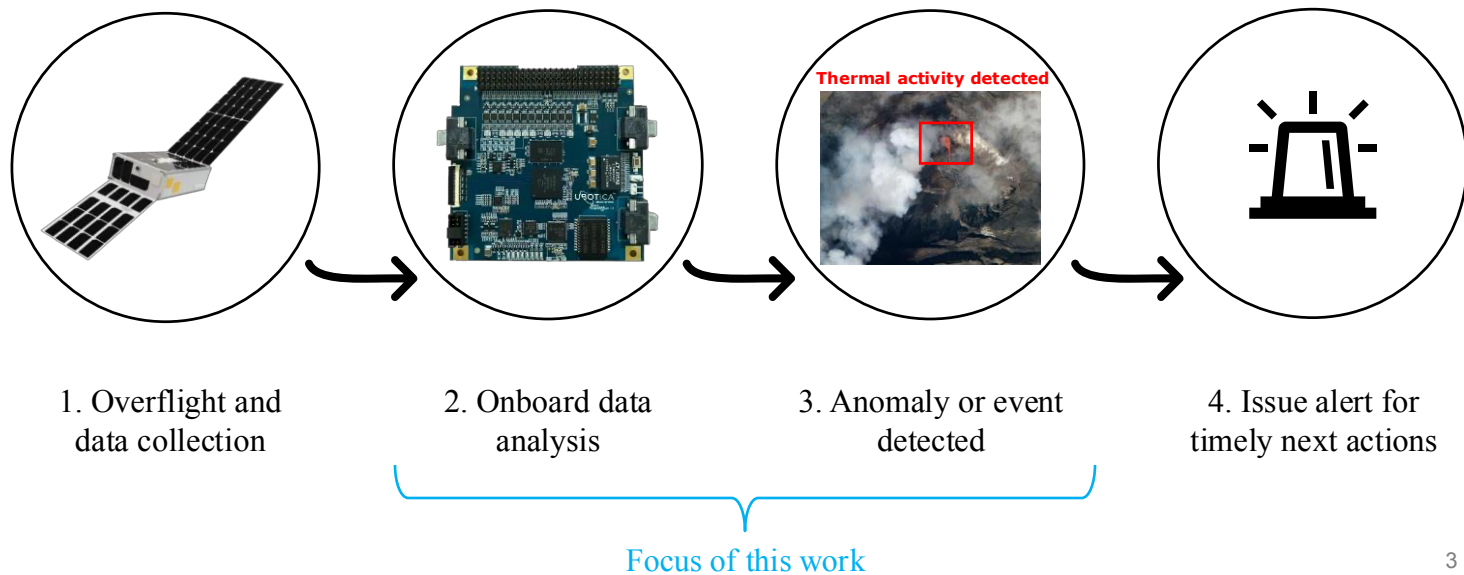 Thermal activity detected
UBOTICA
1. Overflight and
data collection
2. Onboard data
analysis
3. Anomaly or event
detected
4. Issue alert for
timely next actions
Focus of this work
3